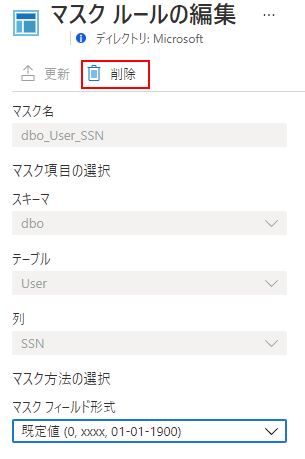 マスク ルールの編集 …
ディレクトリ: Microsoft
更新 削除
マスク名
dbo_User_SSN
マスク項目の選択
スキーマ
dbo
テーブル
User
列
SSN
マスク方法の選択
マスク フィールド形式
既定値 (0, xxxx, 01-01-1900)